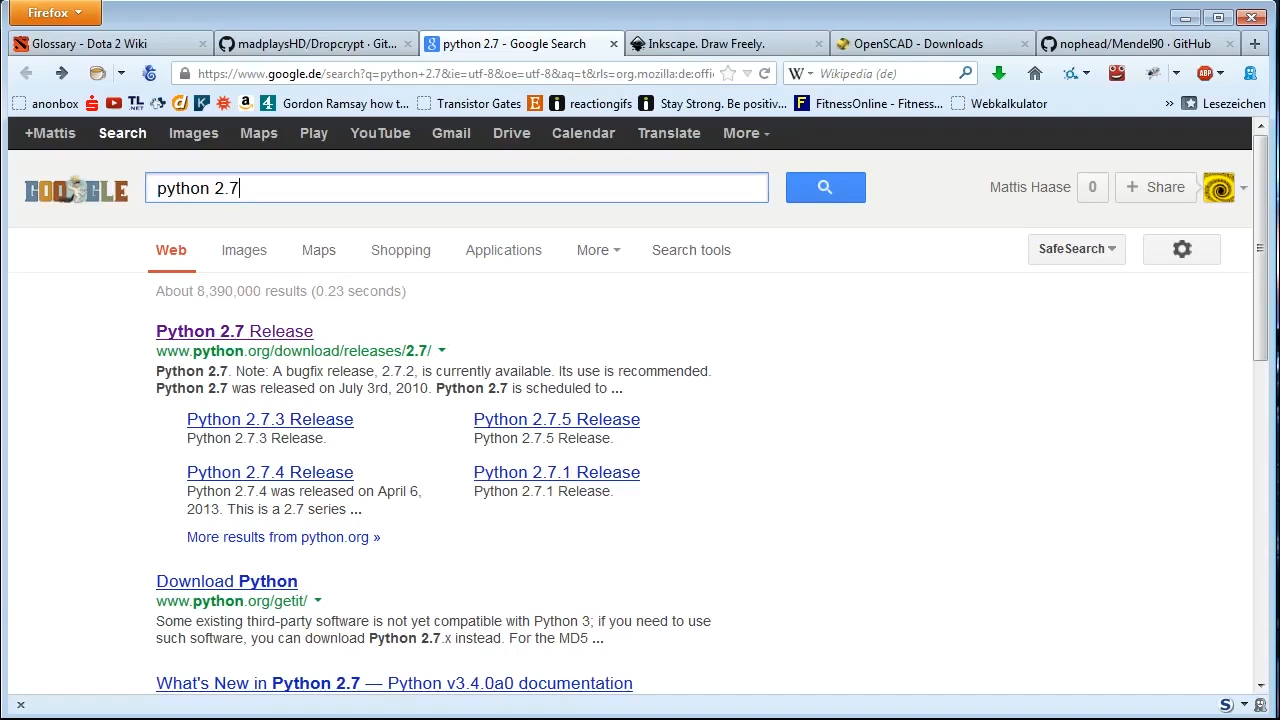 Firefox
Glossary - Dota 2 Wiki
madplaysHD/Dropcrypt · Git...
python 2.7 - Google Search
Inkscape. Draw Freely.
OpenSCAD - Downloads
nophead/Mendel90 · GitHub
https://www.google.de/search?q=python+2.7&ie=utf-8&oe=utf-8&aq=t&rls=org.mozilla:de:offi
Wikipedia (de)
ABP
anonbox
Gordon Ramsay how t...
Transistor Gates
reactiongifs
Stay Strong. Be positiv...
FitnessOnline - Fitness...
Webkalkulator
»
Lesezeichen
+Mattis Search Images Maps Play YouTube Gmail Drive Calendar Translate More
GOOGLE
python 2.7
Mattis Haase
0
+ Share
Web Images Maps Shopping Applications More Search tools
SafeSearch
About 8,390,000 results (0.23 seconds)
Python 2.7 Release
www.python.org/download/releases/2.7/
Python 2.7. Note: A bugfix release, 2.7.2, is currently available. Its use is recommended.
Python 2.7 was released on July 3rd, 2010. Python 2.7 is scheduled to ...
Python 2.7.3 Release
Python 2.7.3 Release.
Python 2.7.5 Release
Python 2.7.5 Release.
Python 2.7.4 Release
Python 2.7.4 was released on April 6,
2013. This is a 2.7 series ...
Python 2.7.1 Release
Python 2.7.1 Release.
More results from python.org »
Download Python
www.python.org/getit/
Some existing third-party software is not yet compatible with Python 3; if you need to use
such software, you can download Python 2.7.x instead. For the MD5 ...
What's New in Python 2.7 — Python v3.4.0a0 documentation